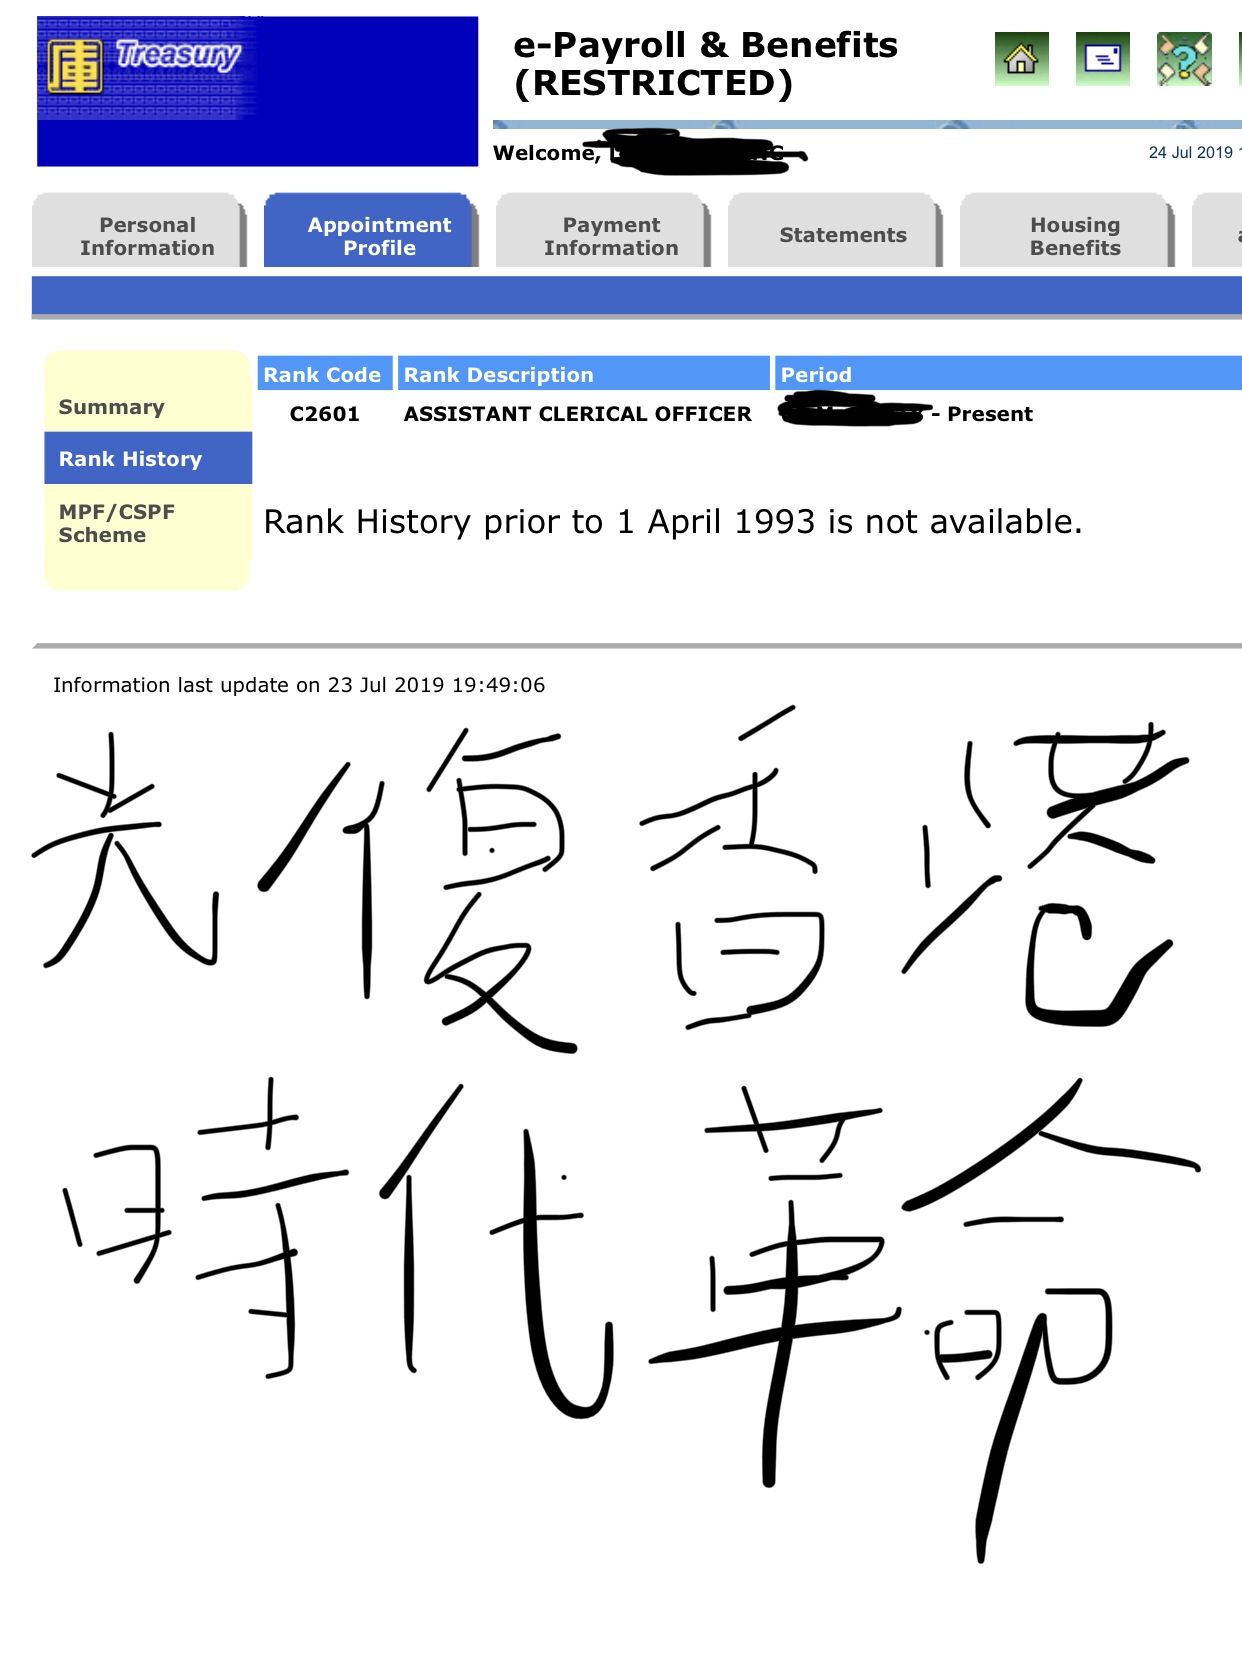 庫 Treasury
e-Payroll & Benefits
(RESTRICTED)
Welcome,
24 Jul 2019
Personal
Information
Appointment
Profile
Payment
Information
Statements
Housing
Benefits
Summary
Rank History
MPF/CSPF
Scheme
Rank Code Rank Description Period
C2601 ASSISTANT CLERICAL OFFICER - Present
Rank History prior to 1 April 1993 is not available.
Information last update on 23 Jul 2019 19:49:06
光復香港
時代革命